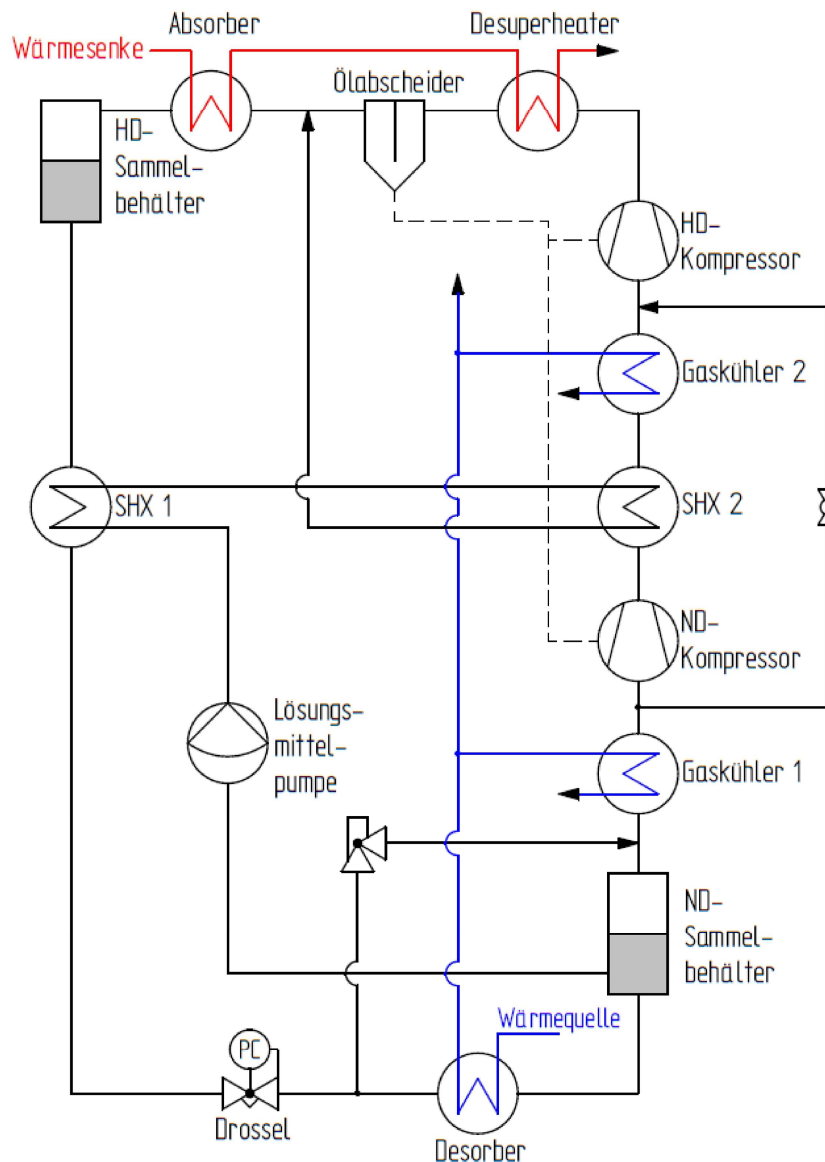 Absorber
Desuperheater
Wärmesenke
Ölabscheider
HD-
Sammel-
behälter
HD-
Kompressor
Gaskühler 2
SHX 1
SHX 2
ND-
Kompressor
Lösungs-
mittel-
pumpe
Gaskühler 1
ND-
Sammel-
behälter
Wärmequelle
PC
Drossel
Desorber